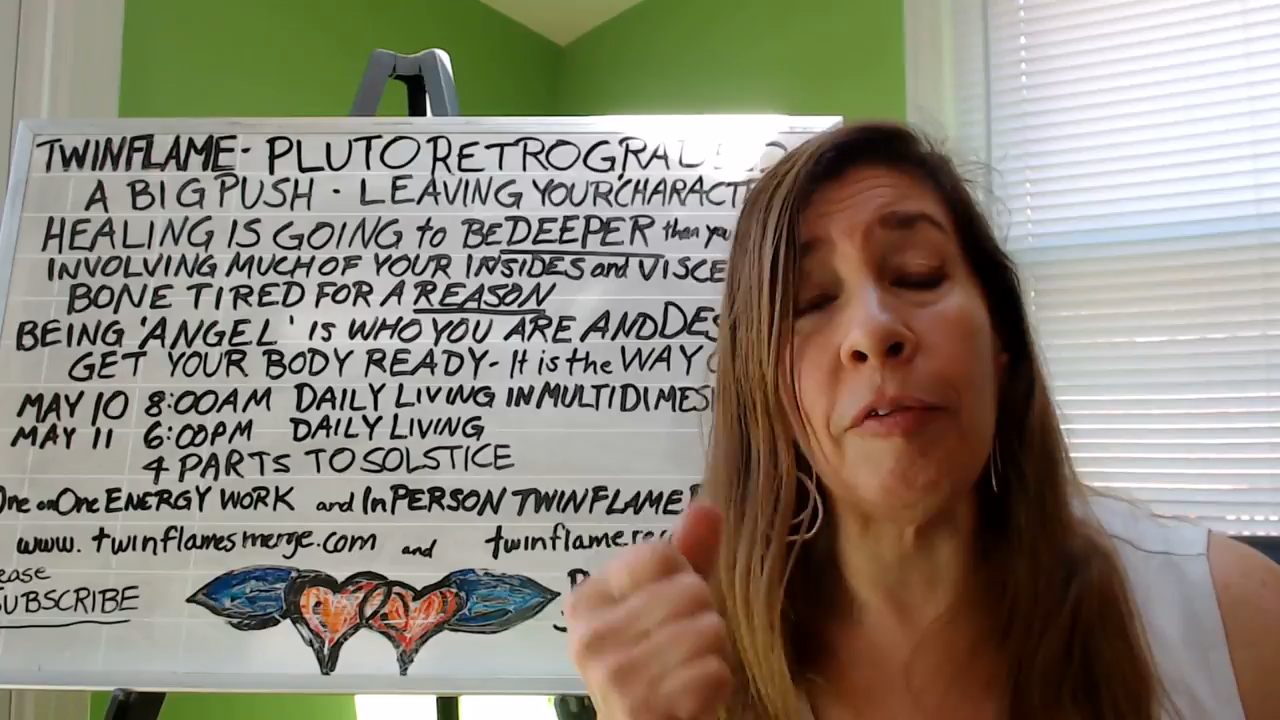 TWINFLAME - PLUTO RETROGRA
A BIG PUSH - LEAVING YOUR 'CHARACT
HEALING IS GOING to BE DEEPER than you
INVOLVING MUCH OF YOUR INSIDES and VISCE
BONE TIRED FOR A REASON
BEING 'ANGEL' IS WHO YOU ARE AND DES
GET YOUR BODY READY - It is the WAY
MAY 10 8:00AM DAILY LIVING IN MULTIDIMESI
MAY 11 6:00PM DAILY LIVING
4 PARTS TO SOLSTICE
One on One ENERGY WORK and In PERSON TWINFLAME
www.twinflamesmerge.com and twinflame.rec
ease
SUBSCRIBE